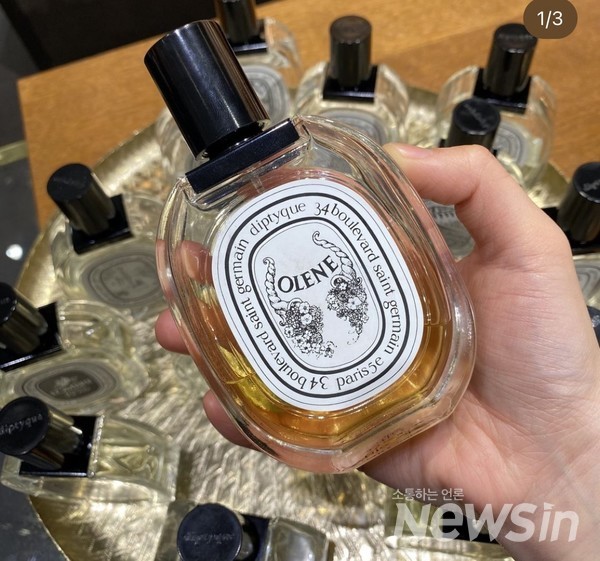 1/3
diptyque 34 boulevard saint germain paris 5e 34 boulevard saint germain
OLENE
소통하는 언론
NewSin